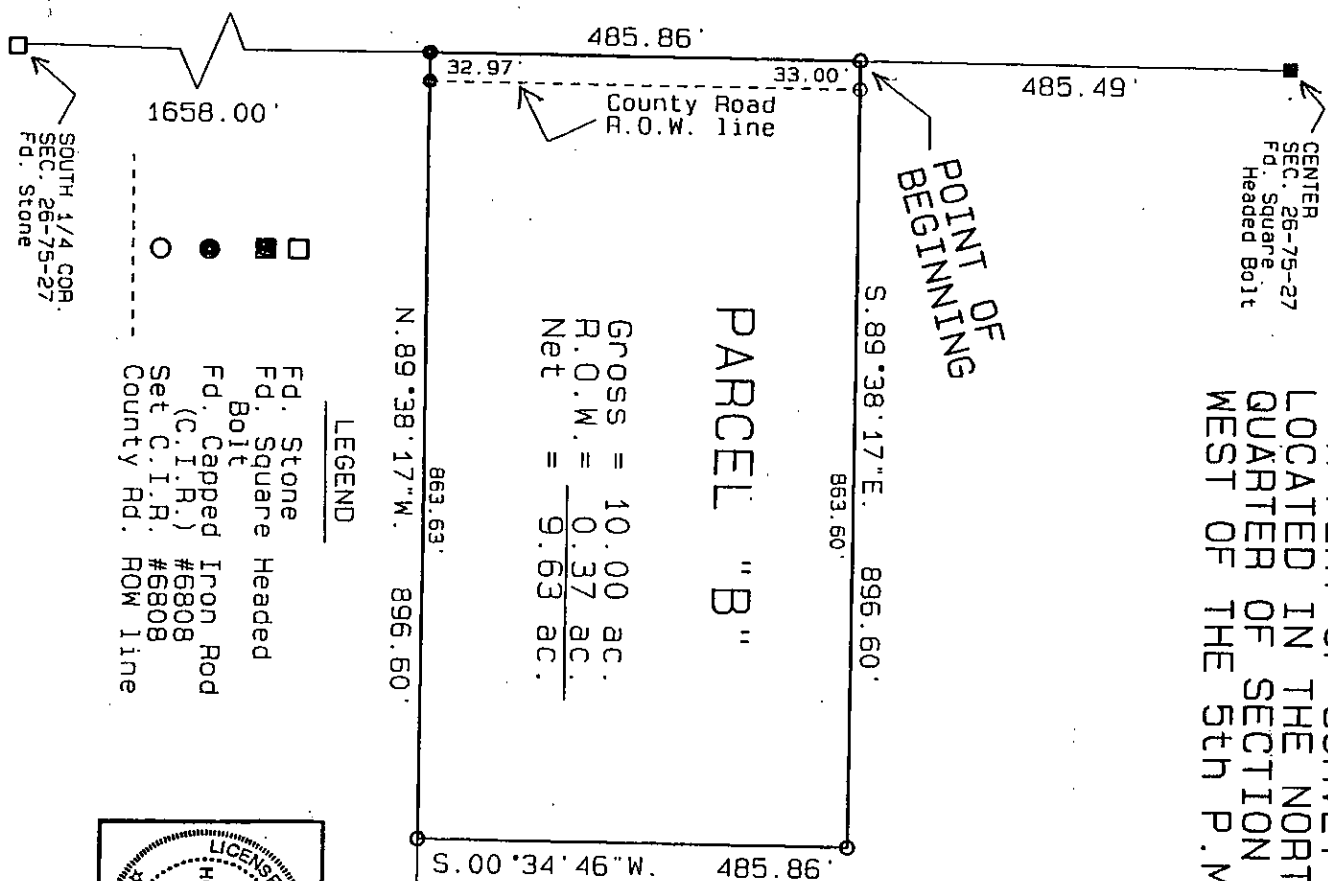 LOCATED IN THE
QUARTER OF SECTION
WEST OF THE 5th P.M
CENTER
SEC. 26-75-27
Fd. Square
Headed Bolt
485.49'
POINT OF
BEGINNING
485.86'
33.00'
32.97'
County Road
R.O.W. line
S.89°38'17"E. 896.60'
863.60'
PARCEL "B"
Gross = 10.00 ac.
R.O.W. = 0.37 ac.
Net = 9.63 ac.
863.63'
N.89°38'17"W. 896.60'
S.00°34'46"W. 485.86'
1658.00'
SOUTH 1/4 COR.
SEC. 26-75-27
Fd. Stone
LEGEND
Fd. Stone
Fd. Square Headed
Bolt
Fd. Capped Iron Rod
(C.I.R.) #6808
Set C.I.R. #6808
County Rd. ROW line